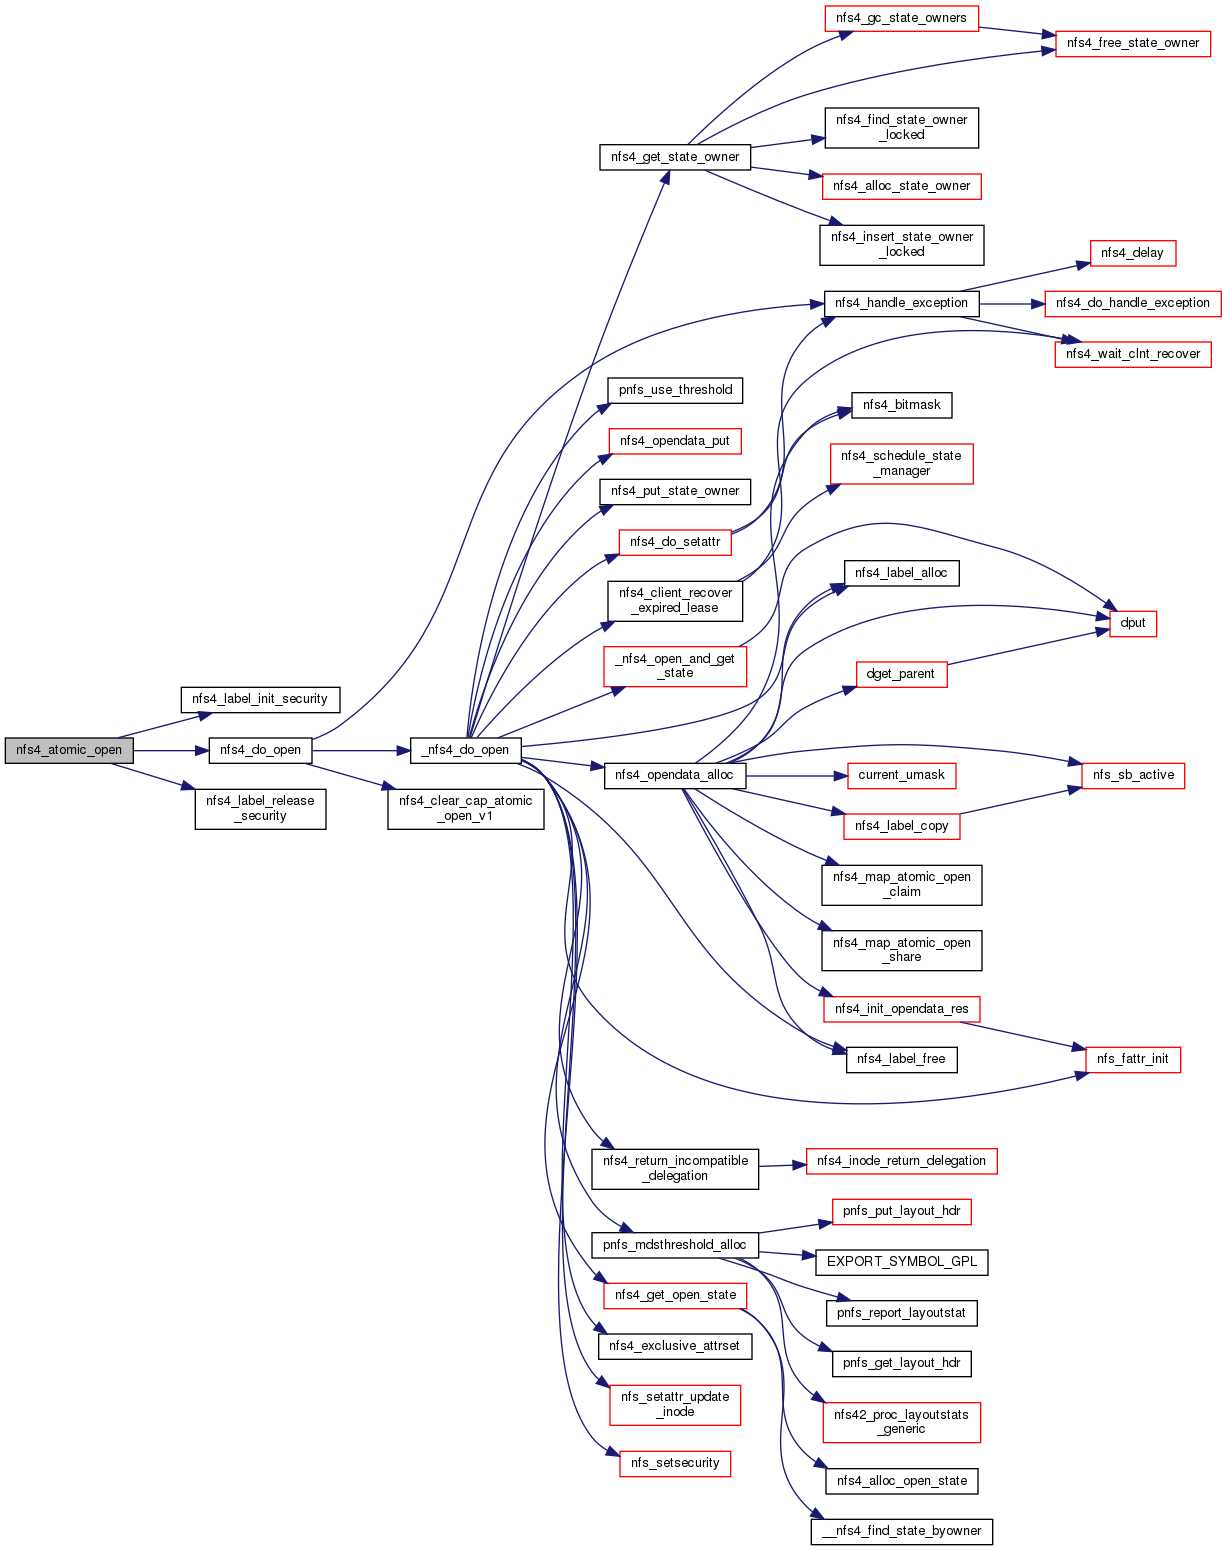 nfs4_gc_state_owners
nfs4_free_state_owner
nfs4_find_state_owner
_locked
nfs4_get_state_owner
nfs4_alloc_state_owner
nfs4_insert_state_owner
_locked
nfs4_delay
nfs4_handle_exception
nfs4_do_handle_exception
nfs4_wait_clnt_recover
pnfs_use_threshold
nfs4_bitmask
nfs4_opendata_put
nfs4_schedule_state
_manager
nfs4_put_state_owner
nfs4_do_setattr
nfs4_label_alloc
nfs4_client_recover
_expired_lease
dput
_nfs4_open_and_get
_state
dget_parent
nfs4_label_init_security
nfs4_atomic_open
nfs4_do_open
_nfs4_do_open
nfs4_opendata_alloc
current_umask
nfs_sb_active
nfs4_label_release
_security
nfs4_clear_cap_atomic
_open_v1
nfs4_label_copy
nfs4_map_atomic_open
_claim
nfs4_map_atomic_open
_share
nfs4_init_opendata_res
nfs4_label_free
nfs_fattr_init
nfs4_return_incompatible
_delegation
nfs4_inode_return_delegation
pnfs_put_layout_hdr
pnfs_mdsthreshold_alloc
EXPORT_SYMBOL_GPL
nfs4_get_open_state
pnfs_report_layoutstat
nfs4_exclusive_attrset
pnfs_get_layout_hdr
nfs_setattr_update
_inode
nfs42_proc_layoutstats
_generic
nfs_setsecurity
nfs4_alloc_open_state
__nfs4_find_state_byowner